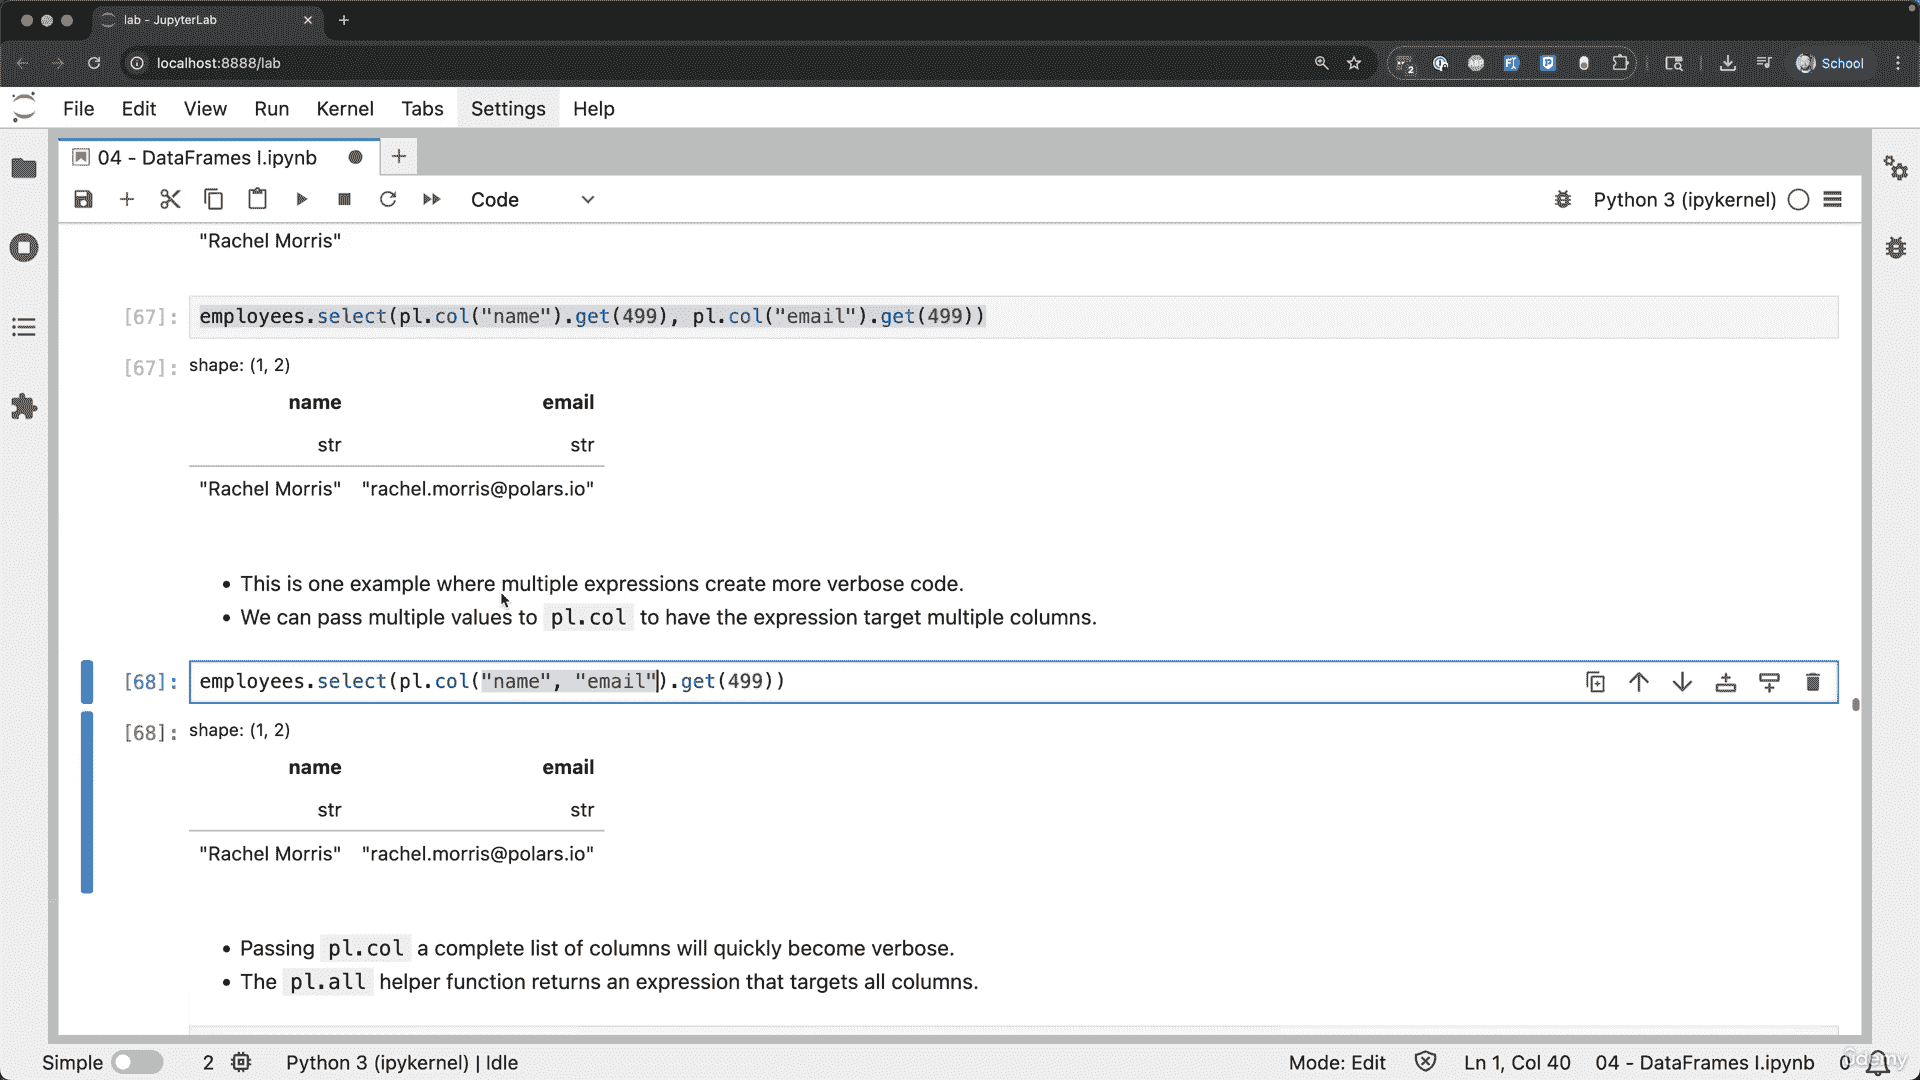 lab - JupyterLab
localhost:8888/lab
2
ABP
School
File Edit View Run Kernel Tabs Settings Help
04 - DataFrames I.ipynb
Code
Python 3 (ipykernel)
"Rachel Morris"
[67]: employees.select(pl.col("name").get(499), pl.col("email").get(499))
[67]: shape: (1, 2)
name email
str str
"Rachel Morris" "rachel.morris@polars.io"
• This is one example where multiple expressions create more verbose code.
• We can pass multiple values to pl.col to have the expression target multiple columns.
[68]: employees.select(pl.col("name", "email").get(499))
[68]: shape: (1, 2)
name email
str str
"Rachel Morris" "rachel.morris@polars.io"
• Passing pl.col a complete list of columns will quickly become verbose.
• The pl.all helper function returns an expression that targets all columns.
Simple 2 Python 3 (ipykernel) | Idle Mode: Edit Ln 1, Col 40 04 - DataFrames I.ipynb 0
Udemy